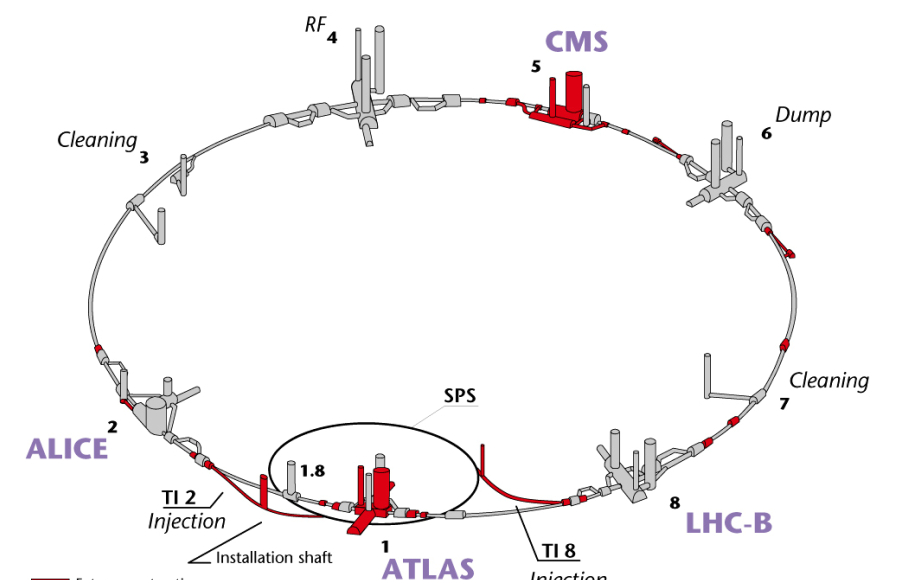 RF
4
CMS
5
Dump
6
Cleaning
3
Cleaning
7
SPS
ALICE
2
1.8
TI 2
Injection
8
LHC-B
Installation shaft
1
ATLAS
TI 8
Injection